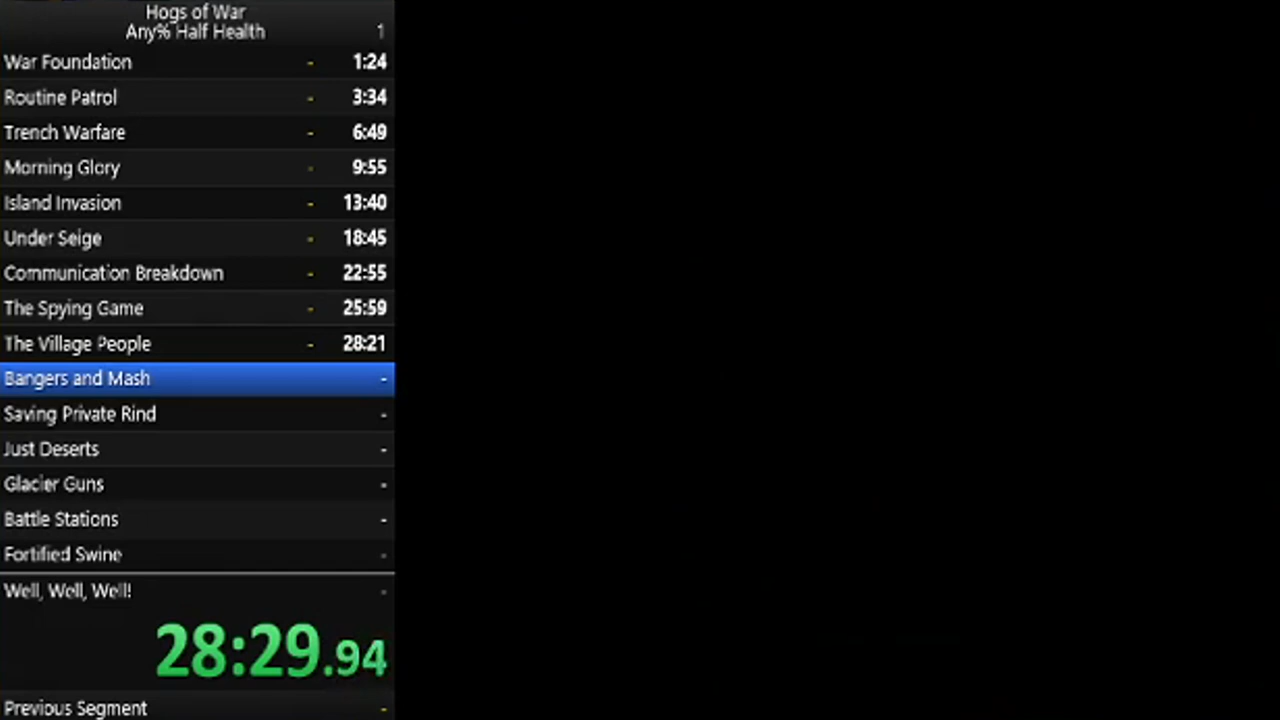 Hogs of War
Any% Half Health 1
War Foundation - 1:24
Routine Patrol - 3:34
Trench Warfare - 6:49
Morning Glory - 9:55
Island Invasion - 13:40
Under Seige - 18:45
Communication Breakdown - 22:55
The Spying Game - 25:59
The Village People - 28:21
Bangers and Mash -
Saving Private Rind -
Just Deserts -
Glacier Guns -
Battle Stations -
Fortified Swine -
Well, Well, Well! -
28:29.94
Previous Segment -